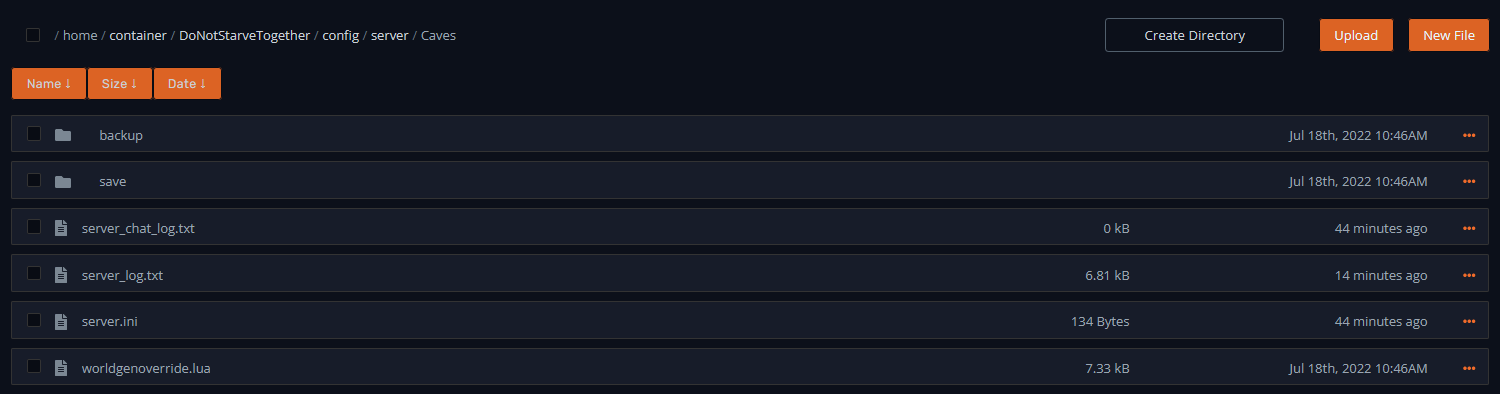 / home / container / DoNotStarveTogether / config / server / Caves Create Directory Upload New File
Name ↓ Size ↓ Date ↓
backup Jul 18th, 2022 10:46AM
save Jul 18th, 2022 10:46AM
server_chat_log.txt 0 kB 44 minutes ago
server_log.txt 6.81 kB 14 minutes ago
server.ini 134 Bytes 44 minutes ago
worldgenoverride.lua 7.33 kB Jul 18th, 2022 10:46AM